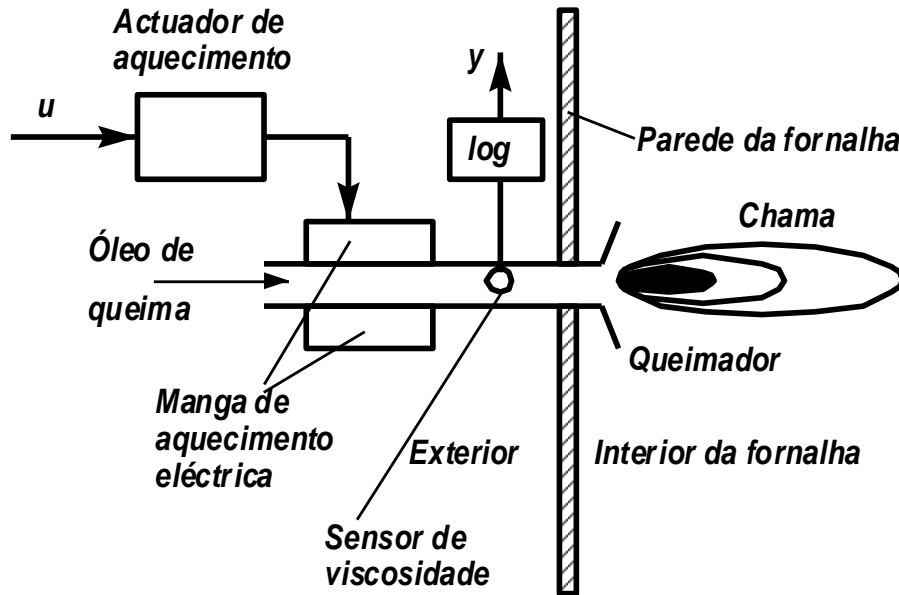 Actuador de
aquecimento
u
y
log
Parede da fornalha
Chama
Óleo de
queima
Queimador
Manga de
aquecimento
eléctrica
Exterior
Interior da fornalha
Sensor de
viscosidade